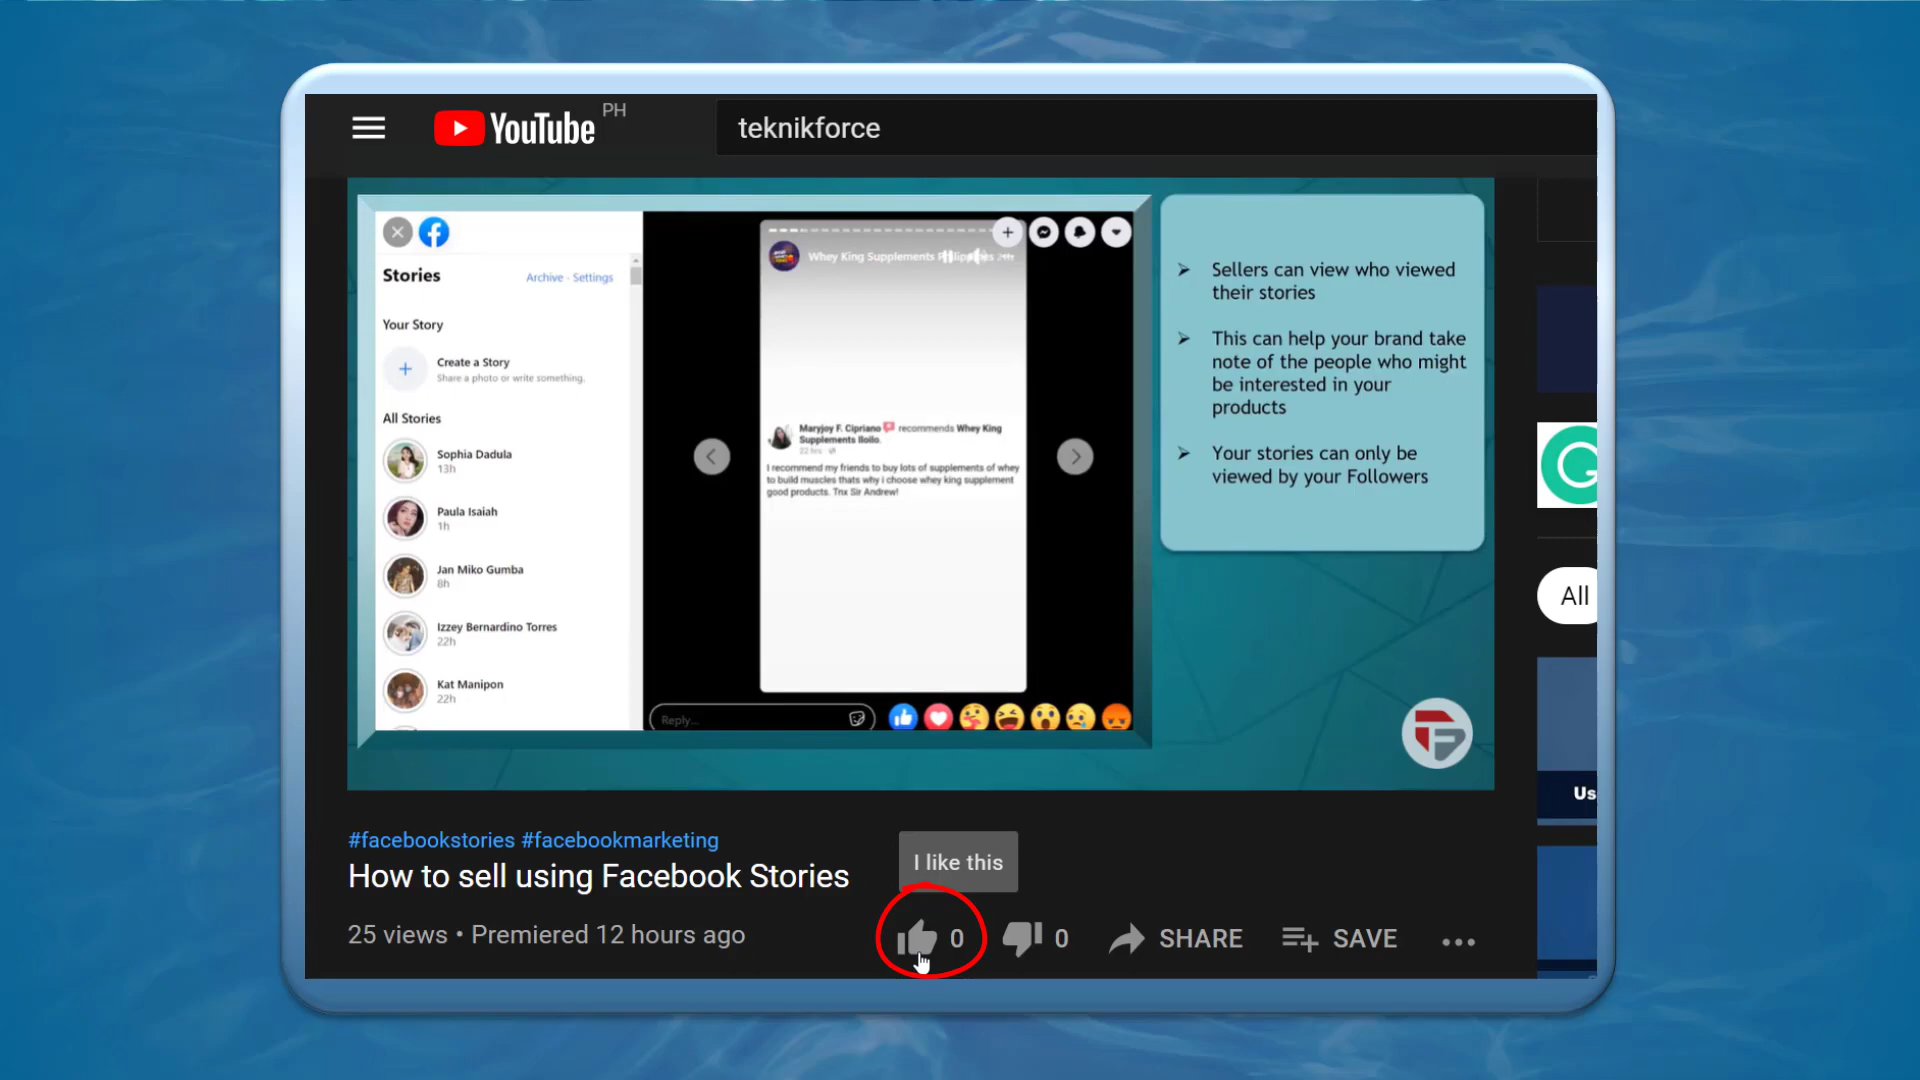 YouTube PH
teknikforce
Stories
Archive · Settings
Your Story
Create a Story
Share a photo or write something.
All Stories
Sophia Dadula
13h
Paula Isaiah
1h
Jan Miko Gumba
8h
Izzey Bernardino Torres
22h
Kat Manipon
22h
Whey King Supplements Philippines
Maryjoy F. Cipriano recommends Whey King
Supplements Iloilo.
22 hrs
I recommend my friends to buy lots of supplements of whey
to build muscles thats why i choose whey king supplement
good products. Tnx Sir Andrew!
Reply...
Sellers can view who viewed
their stories
This can help your brand take
note of the people who might
be interested in your
products
Your stories can only be
viewed by your Followers
All
Us
#facebookstories #facebookmarketing
How to sell using Facebook Stories
I like this
25 views • Premiered 12 hours ago
0
0
SHARE
SAVE